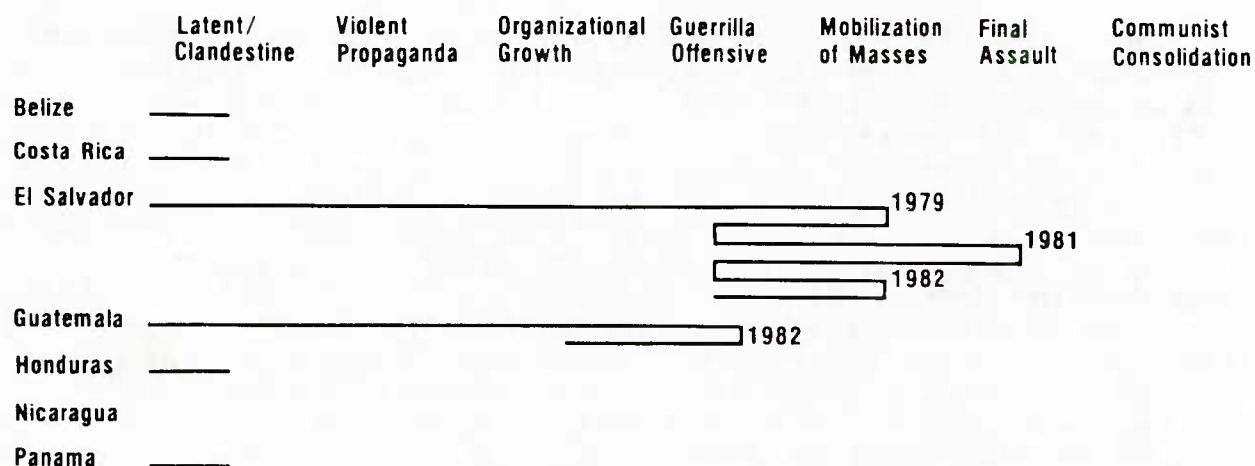 Latent/ Violent Organizational Guerrilla Mobilization Final Communist
Clandestine Propaganda Growth Offensive of Masses Assault Consolidation
Belize
Costa Rica
El Salvador
1979
1981
1982
Guatemala
1982
Honduras
Nicaragua
Panama